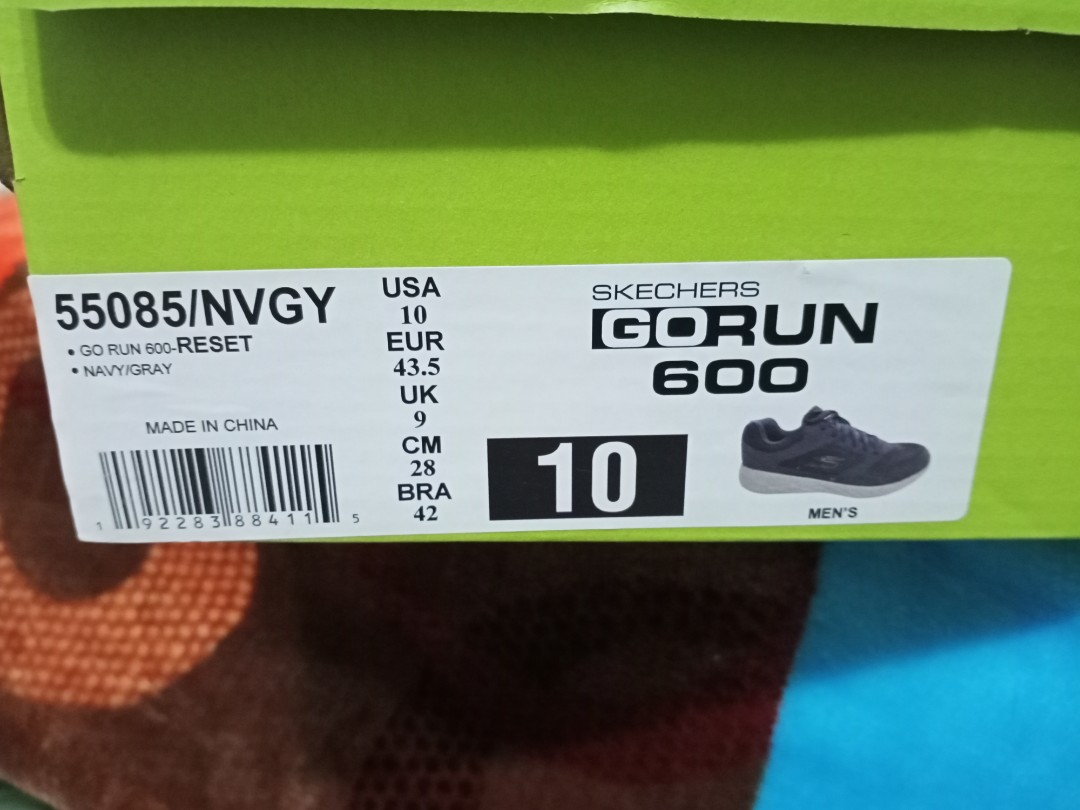 55085/NVGY
• GO RUN 600-RESET
• NAVY/GRAY
MADE IN CHINA
1 92283 88411 5
USA
10
EUR
43.5
UK
9
CM
28
BRA
42
SKECHERS
GORUN
600
10
MEN'S